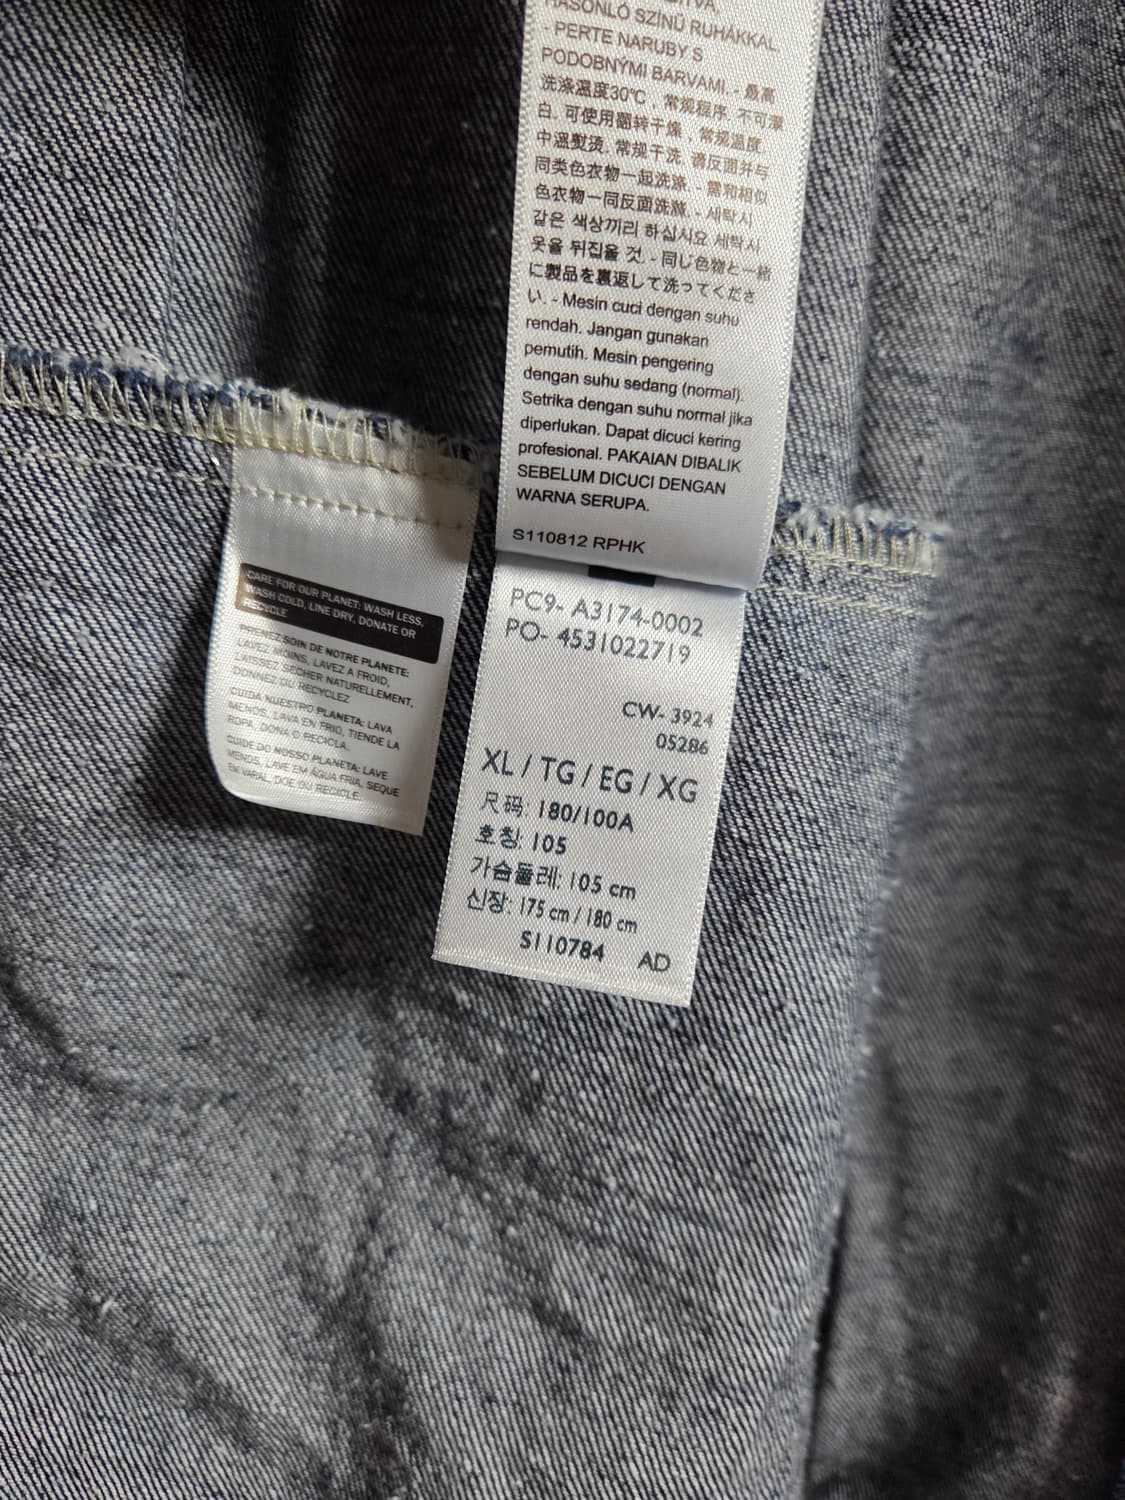 HASONLÓ SZÍNŰ RUHÁKKAL
- PERTE NARUBY S
PODOBNÝMI BARVAMI. - 最高
洗涤温度30℃，常规程序. 不可漂
白. 可使用翻转干燥，常规温度.
中温熨烫. 常规干洗. 请反面并与
同类色衣物一起洗涤. - 需和相似
色衣物一同反面洗滌. - 세탁시
같은 색상끼리 하십시요 세탁시
옷을 뒤집을 것. - 同じ色物と一緒
に製品を裏返して洗ってくださ
い. - Mesin cuci dengan suhu
rendah. Jangan gunakan
pemutih. Mesin pengering
dengan suhu sedang (normal).
Setrika dengan suhu normal jika
diperlukan. Dapat dicuci kering
profesional. PAKAIAN DIBALIK
SEBELUM DICUCI DENGAN
WARNA SERUPA.
S110812 RPHK
CARE FOR OUR PLANET: WASH LESS,
WASH COLD, LINE DRY, DONATE OR
RECYCLE
PRENEZ SOIN DE NOTRE PLANETE:
LAVEZ MOINS, LAVEZ A FROID,
LAISSEZ SECHER NATURELLEMENT,
DONNEZ OU RECYCLEZ
CUIDA NUESTRO PLANETA: LAVA
MENOS, LAVA EN FRIO, TIENDE LA
ROPA, DONA O RECICLA.
CUIDE DO NOSSO PLANETA: LAVE
MENOS, LAVE EM ÁGUA FRIA, SEQUE
EM VARAL, DOE OU RECICLE.
PC9- A3174-0002
PO- 4531022719
CW- 3924
05286
XL / TG / EG / XG
尺码: 180/100A
호칭: 105
가슴둘레: 105 cm
신장: 175 cm / 180 cm
S110784 AD